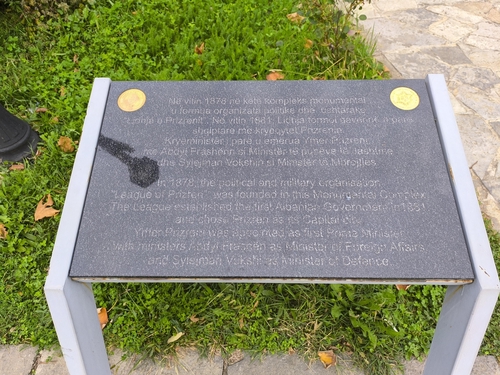 Në vitin 1878 në këtë kompleks monumental
u formua organizata politike dhe ushtarake
"Lidhja e Prizrenit". Në vitin 1881, Lidhja formoi qeverinë e parë
shqiptare me kryeqytet Prizrenin.
Kryeministër i parë u emërua Ymer Prizreni,
me Abdyl Frashërin si Ministër të Punëve të Jashtme
dhe Sylejman Vokshin si Ministër të Mbrojtjes.
In 1878, the political and military organisation,
"League of Prizren" was founded in this Monumental Complex.
The League established the first Albanian Government in 1881
and chose Prizren as its Capital city.
Ymer Prizreni was appointed as first Prime Minister,
with ministers Abdyl Frashëri as Minister of Foreign Affairs
and Sylejman Vokshi as Minister of Defence.